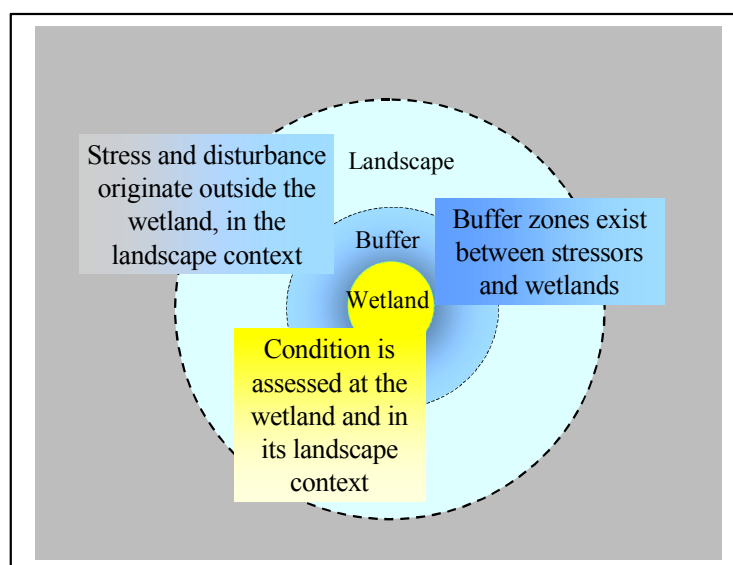 Landscape
Stress and disturbance
originate outside the
wetland, in the
landscape context
Buffer
Buffer zones exist
between stressors
and wetlands
Wetland
Condition is
assessed at the
wetland and in
its landscape
context